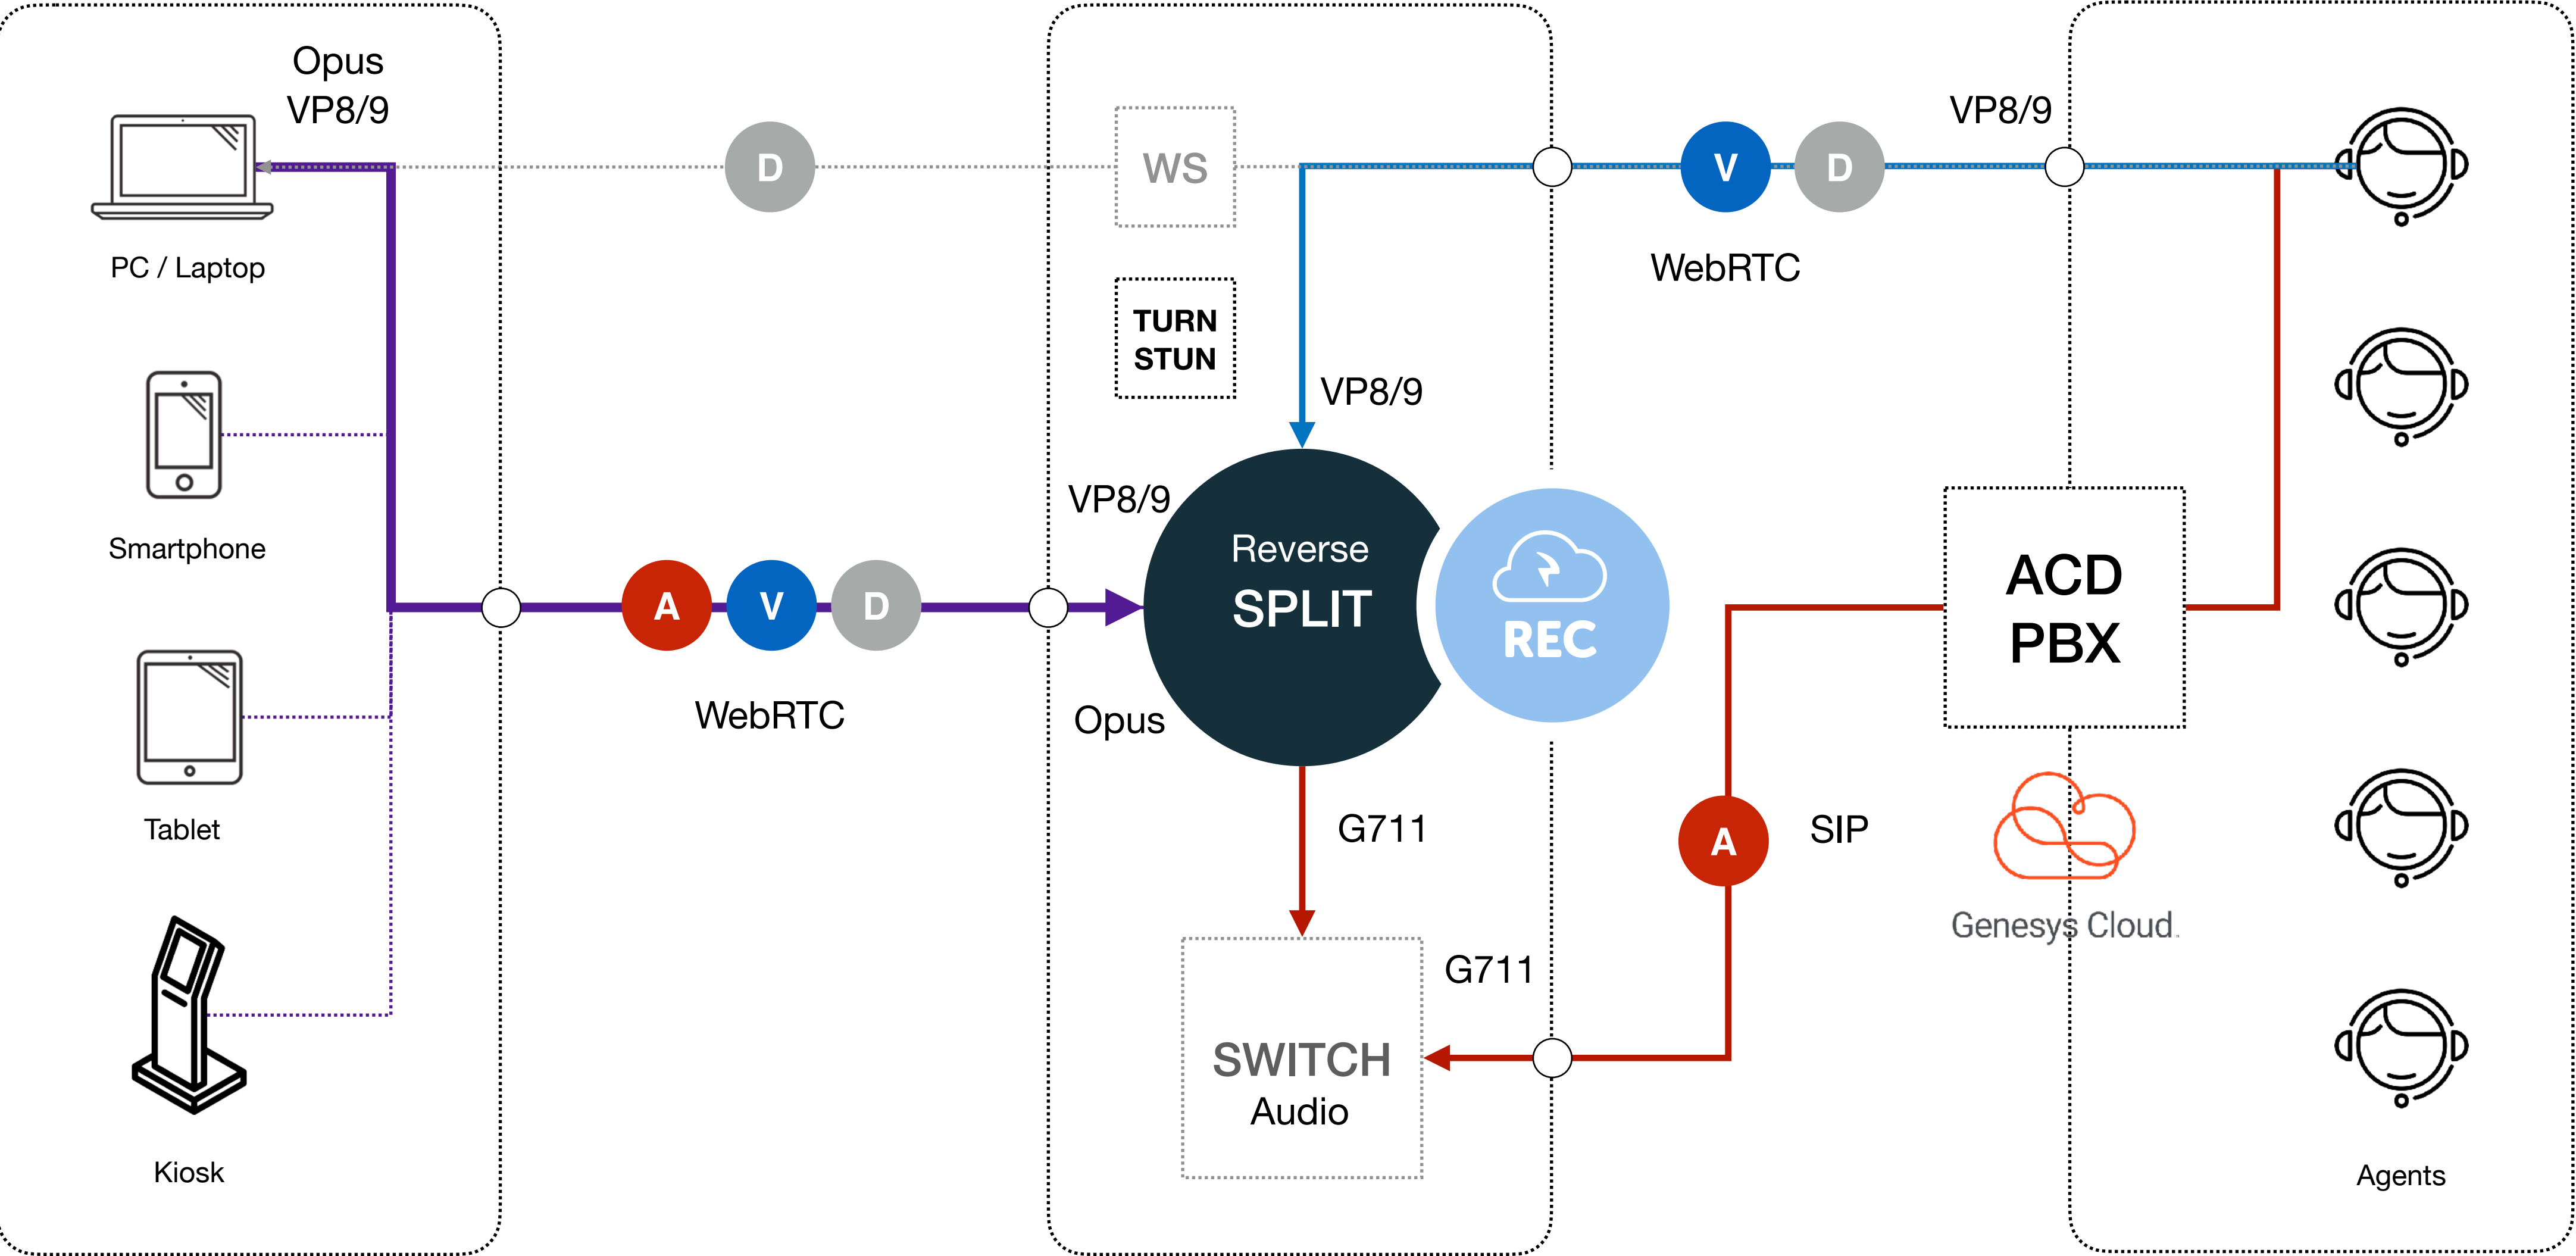 Opus
VP8/9
PC / Laptop
Smartphone
Tablet
Kiosk
D
A
V
D
WebRTC
WS
TURN
STUN
VP8/9
VP8/9
Opus
Reverse
SPLIT
REC
G711
SWITCH
Audio
G711
V
D
WebRTC
VP8/9
A
SIP
ACD
PBX
Genesys Cloud
Agents